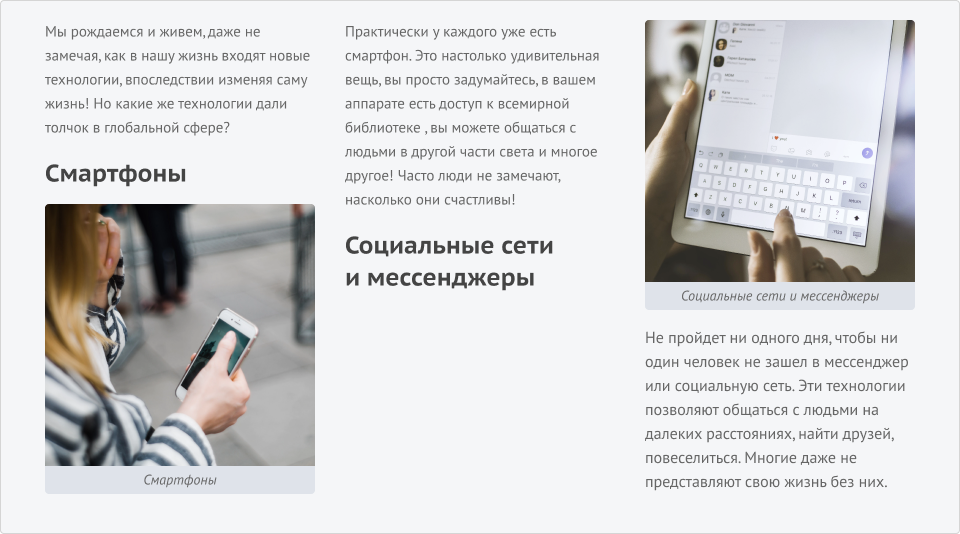 Мы рождаемся и живем, даже не
замечая, как в нашу жизнь входят новые
технологии, впоследствии изменяя саму
жизнь! Но какие же технологии дали
толчок в глобальной сфере?
Смартфоны
Смартфоны
Практически у каждого уже есть
смартфон. Это настолько удивительная
вещь, вы просто задумайтесь, в вашем
аппарате есть доступ к всемирной
библиотеке , вы можете общаться с
людьми в другой части света и многое
другое! Часто люди не замечают,
насколько они счастливы!
Социальные сети
и мессенджеры
Социальные сети и мессенджеры
Не пройдет ни одного дня, чтобы ни
один человек не зашел в мессенджер
или социальную сеть. Эти технологии
позволяют общаться с людьми на
далеких расстояниях, найти друзей,
повеселиться. Многие даже не
представляют свою жизнь без них.